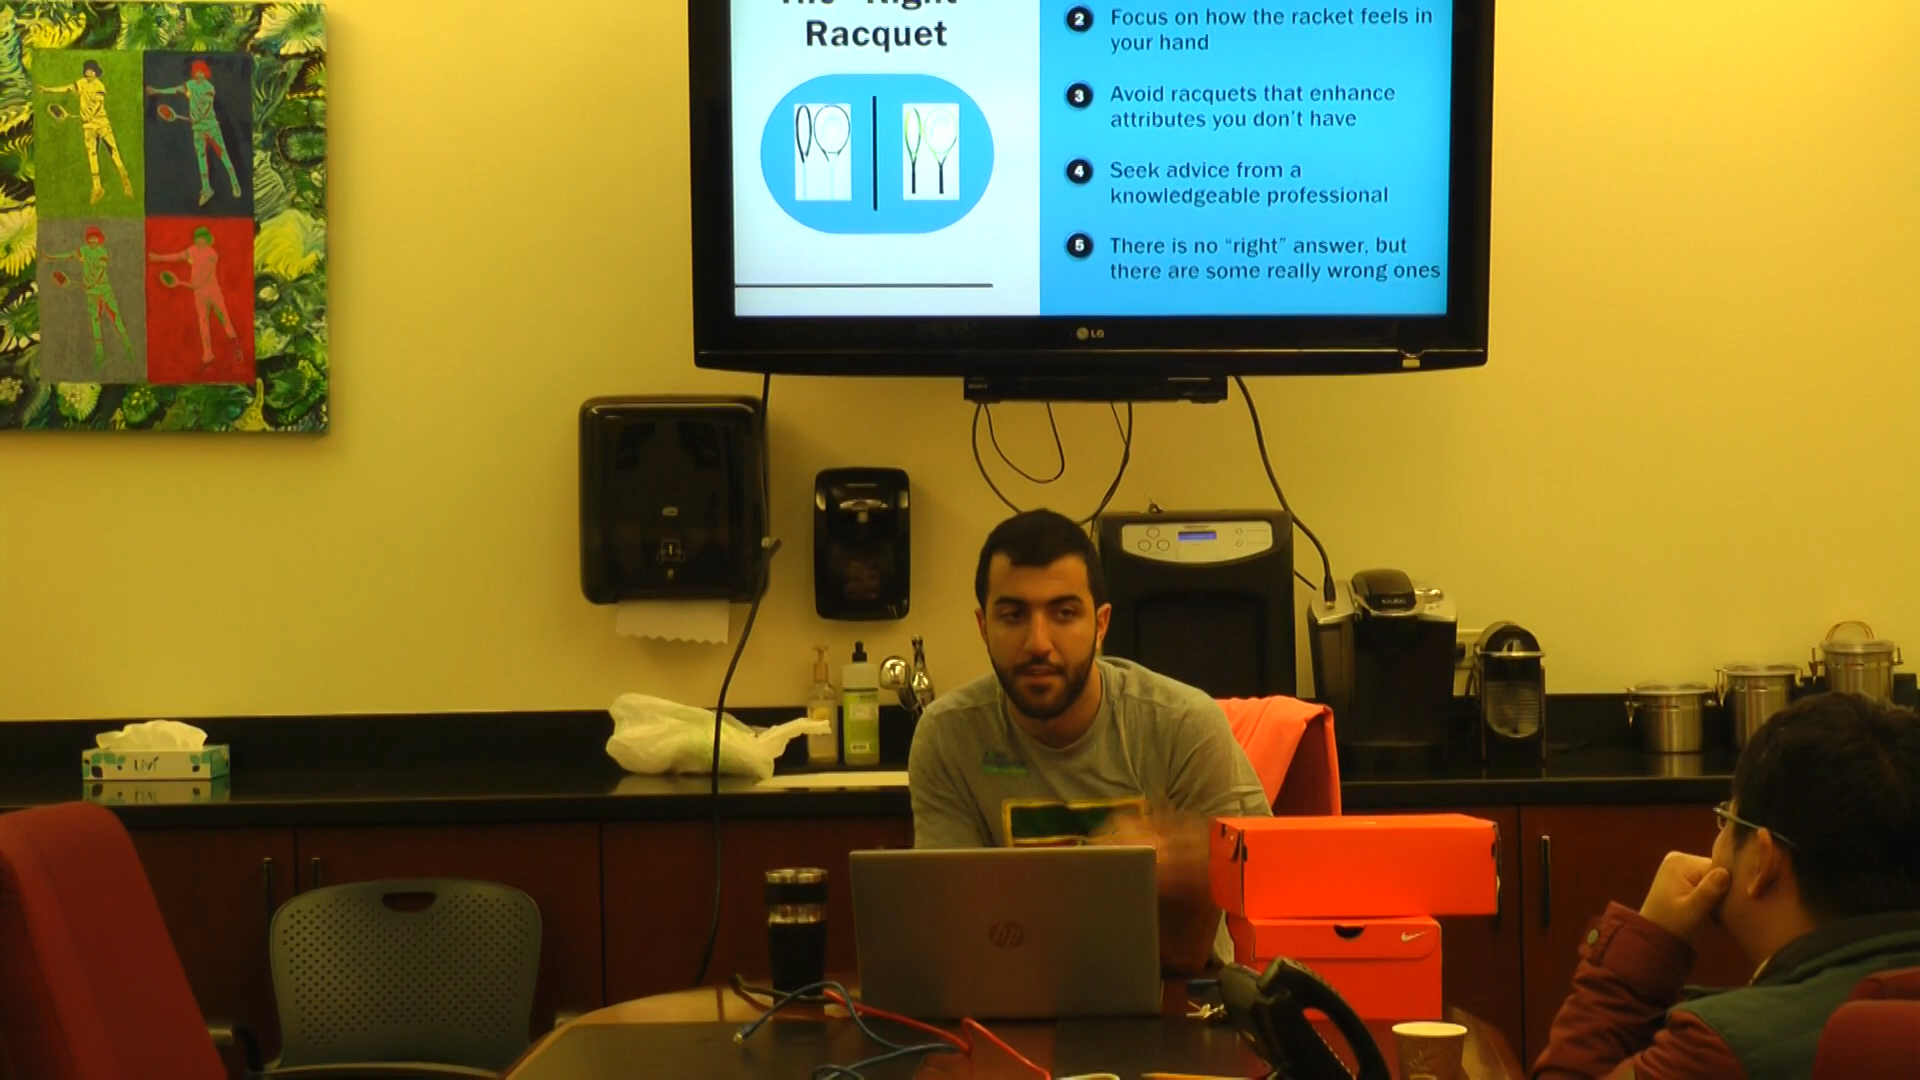 Racquet
2 Focus on how the racket feels in
your hand
3 Avoid racquets that enhance
attributes you don't have
4 Seek advice from a
knowledgeable professional
5 There is no "right" answer, but
there are some really wrong ones
LG
Livi
hp